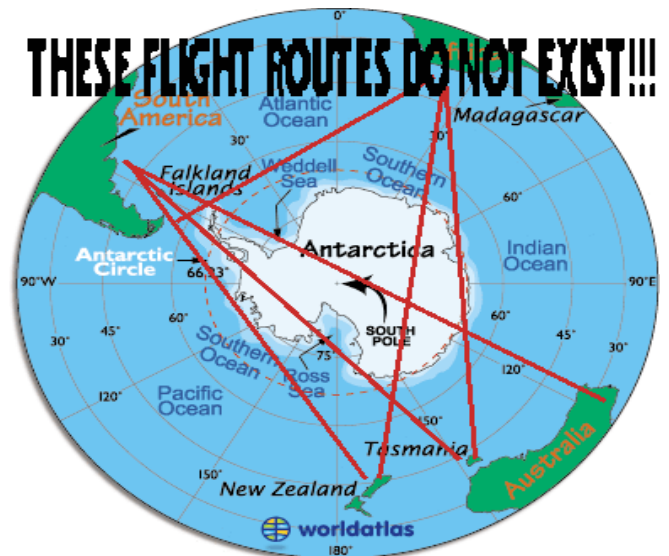 0°
THESE FLIGHT ROUTES DO NOT EXIST!!!
South
America
Atlantic
Ocean
Madagascar
30°
Falkland
Islands
Weddell
Sea
Southern
Ocean
60°
Antarctica
Indian
Ocean
Antarctic
Circle
66.33°
90°W
90°E
SOUTH
POLE
30°
45°
60°
Southern
Ocean
75°
Ross
Sea
60°
45°
30°
120°
Pacific
Ocean
120°
150°
Tasmania
Australia
150°
New Zealand
worldatlas
180°